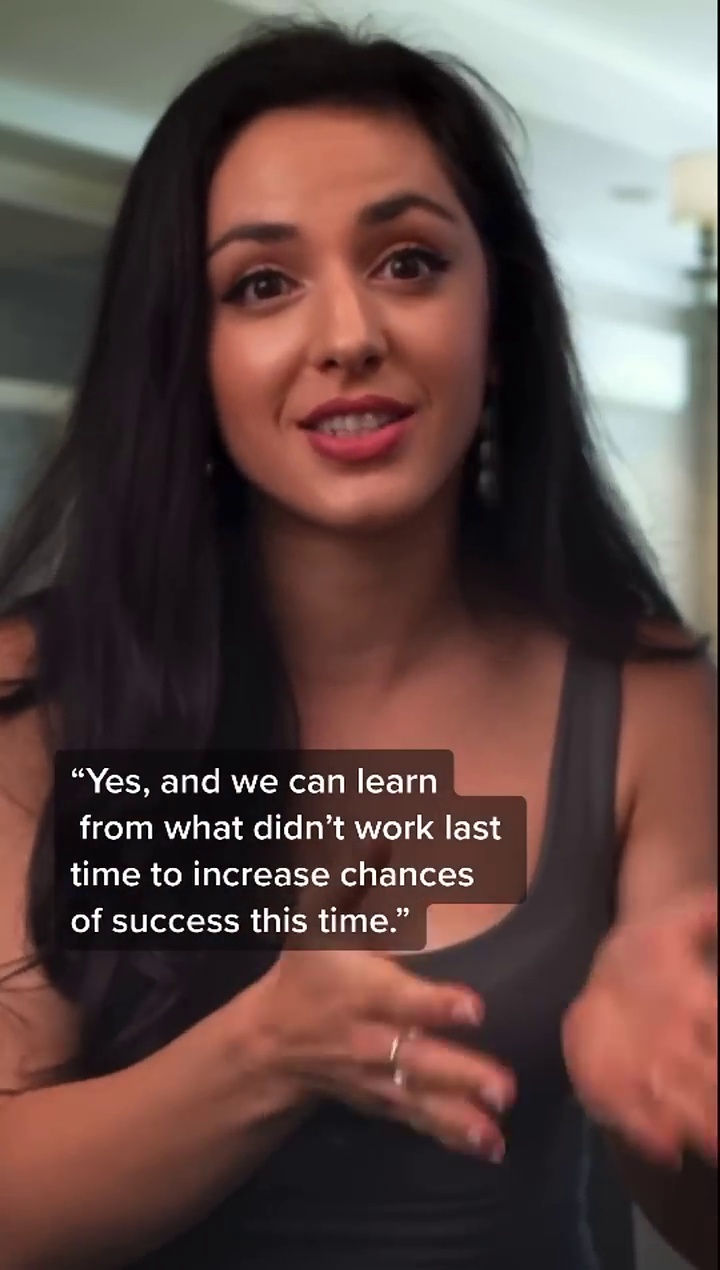 “Yes, and we can learn
from what didn’t work last
time to increase chances
of success this time.”